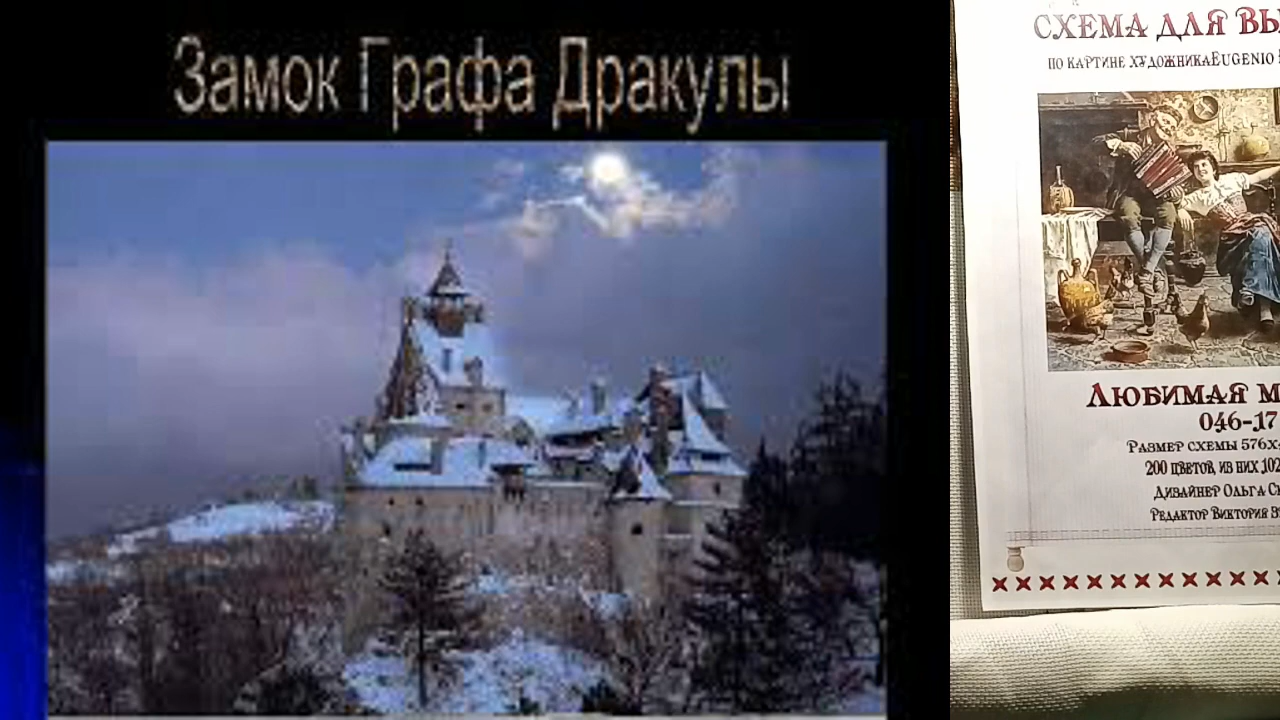 Замок Графа Дракулы
СХЕМА ДЛЯ ВЫ
ПО КАРТИНЕ ХУДОЖНИКА EUGENIO
ЛЮБИМАЯ М
046-17
РАЗМЕР СХЕМЫ 576X
200 ЦВЕТОВ, ИЗ НИХ 102
ДИЗАЙНЕР ОЛЬГА С
РЕДАКТОР ВИКТОРИЯ